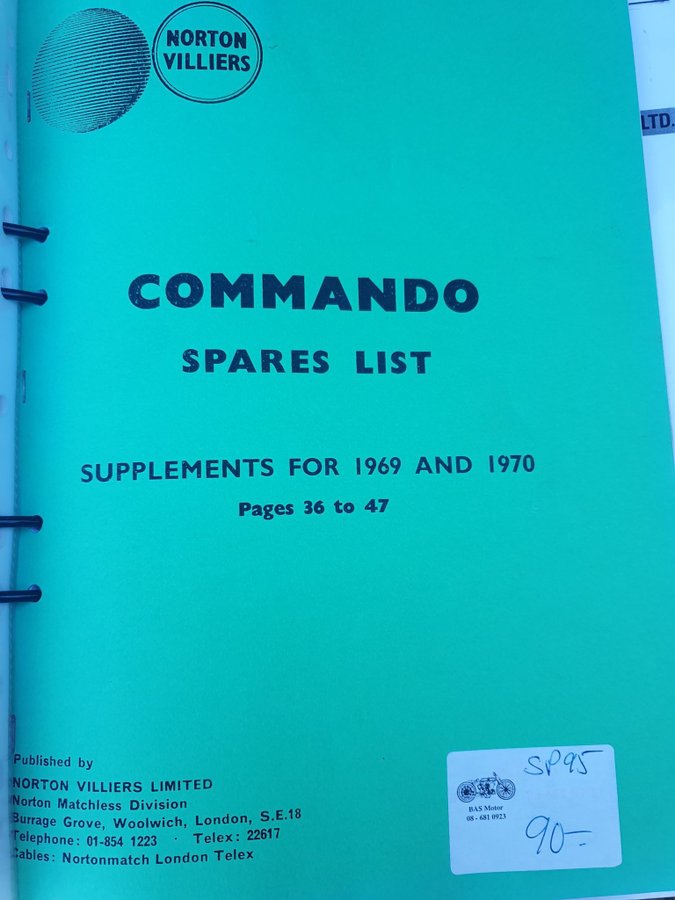 NORTON
VILLIERS
LTD.
COMMANDO
SPARES LIST
SUPPLEMENTS FOR 1969 AND 1970
Pages 36 to 47
Published by
NORTON VILLIERS LIMITED
Norton Matchless Division
Burrage Grove, Woolwich, London, S.E.18
Telephone: 01-854 1223 · Telex: 22617
Cables: Nortonmatch London Telex
SP95
BAS Motor
08 - 681 0923
90-